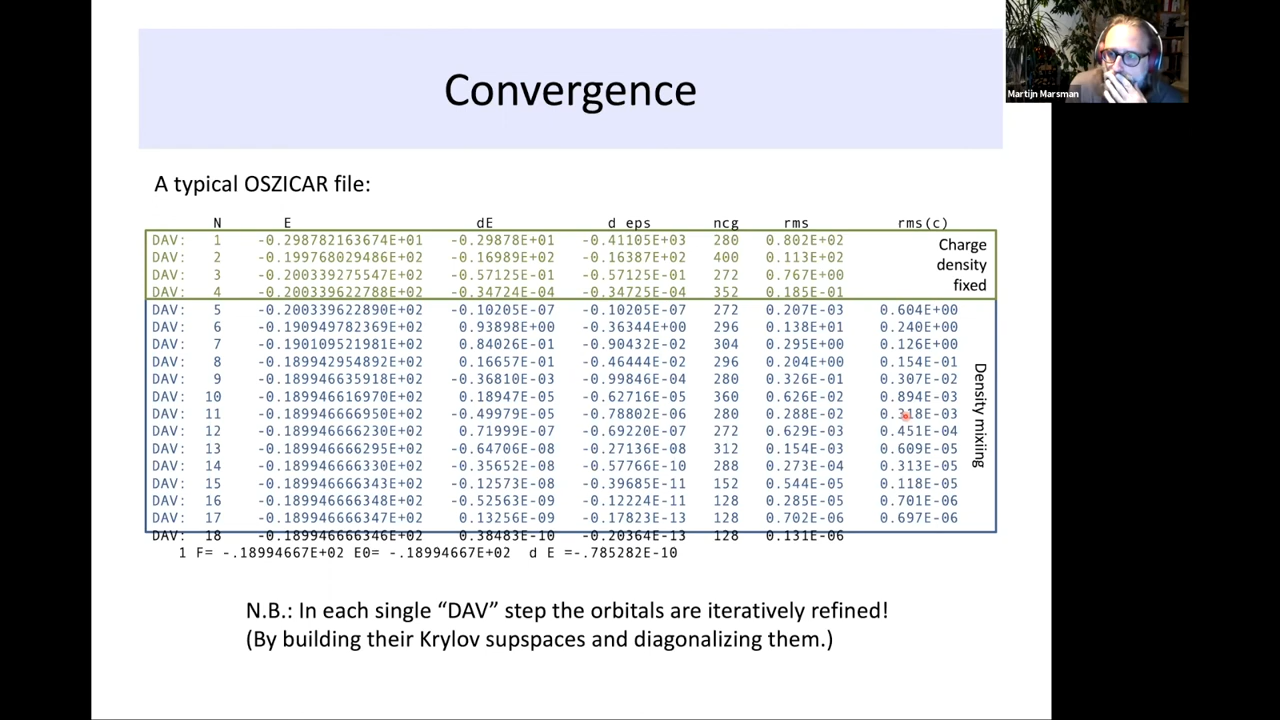 Convergence
Martijn Marsman
A typical OSZICAR file:
N E dE d eps ncg rms rms(c)
DAV: 1 -0.298782163674E+01 -0.29878E+01 -0.41105E+03 280 0.802E+02
DAV: 2 -0.199768029486E+02 -0.16989E+02 -0.16387E+02 400 0.113E+02
DAV: 3 -0.200339275547E+02 -0.57125E-01 -0.57125E-01 272 0.767E+00
DAV: 4 -0.200339622788E+02 -0.34724E-04 -0.34725E-04 352 0.185E-01
Charge
density
fixed
DAV: 5 -0.200339622890E+02 -0.10205E-07 -0.10205E-07 272 0.207E-03 0.604E+00
DAV: 6 -0.190949782369E+02 0.93898E+00 -0.36344E+00 296 0.138E+01 0.240E+00
DAV: 7 -0.190109521981E+02 0.84026E-01 -0.90432E-02 304 0.295E+00 0.126E+00
DAV: 8 -0.189942954892E+02 0.16657E-01 -0.46444E-02 296 0.204E+00 0.154E-01
DAV: 9 -0.189946635918E+02 -0.36810E-03 -0.99846E-04 280 0.326E-01 0.307E-02
DAV: 10 -0.189946616970E+02 0.18947E-05 -0.62716E-05 360 0.626E-02 0.894E-03
DAV: 11 -0.189946666950E+02 -0.49979E-05 -0.78802E-06 280 0.288E-02 0.318E-03
DAV: 12 -0.189946666230E+02 0.71999E-07 -0.69220E-07 272 0.629E-03 0.451E-04
DAV: 13 -0.189946666295E+02 -0.64706E-08 -0.27136E-08 312 0.154E-03 0.609E-05
DAV: 14 -0.189946666330E+02 -0.35652E-08 -0.57766E-10 288 0.273E-04 0.313E-05
DAV: 15 -0.189946666343E+02 -0.12573E-08 -0.39685E-11 152 0.544E-05 0.118E-05
DAV: 16 -0.189946666348E+02 -0.52563E-09 -0.12224E-11 128 0.285E-05 0.701E-06
DAV: 17 -0.189946666347E+02 0.13256E-09 -0.17823E-13 128 0.702E-06 0.697E-06
Density mixiing
DAV: 18 -0.189946666346E+02 0.38483E-10 -0.20364E-13 128 0.131E-06
1 F= -.18994667E+02 E0= -.18994667E+02 d E =-.785282E-10
N.B.: In each single “DAV” step the orbitals are iteratively refined!
(By building their Krylov supspaces and diagonalizing them.)